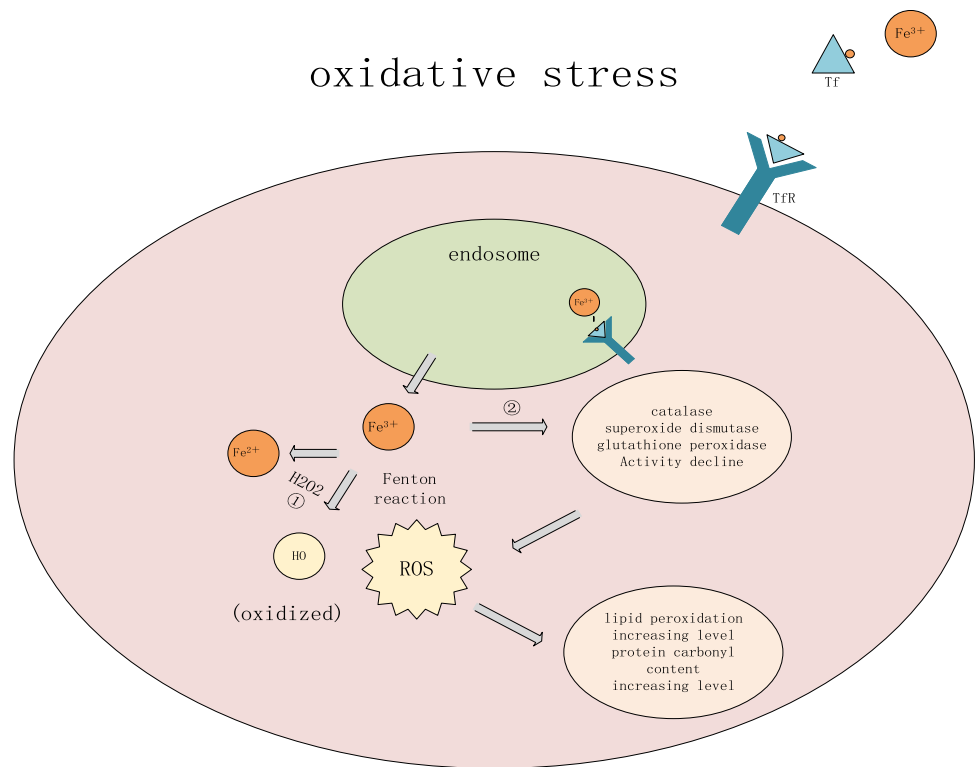 Fe³⁺
oxidative stress
Tf
TfR
endosome
Fe³⁺
②
Fe³⁺
catalase
superoxide dismutase
glutathione peroxidase
Activity decline
Fe²⁺
H2O2
①
Fenton
reaction
HO
ROS
(oxidized)
lipid peroxidation
increasing level
protein carbonyl
content
increasing level